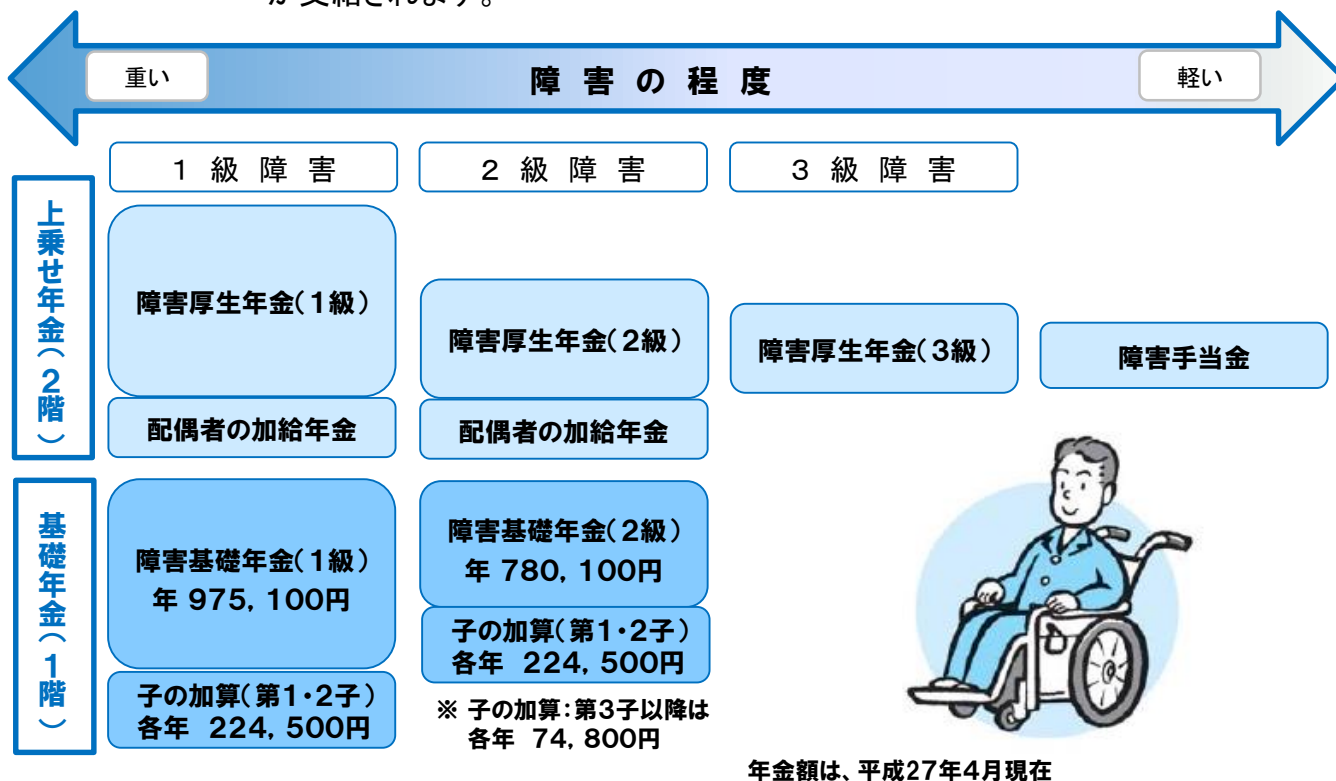 が支給されます。
重い
障害の程度
軽い
1級障害
2級障害
3級障害
上乗せ年金(2階)
障害厚生年金(1級)
障害厚生年金(2級)
障害厚生年金(3級)
障害手当金
配偶者の加給年金
配偶者の加給年金
基礎年金(1階)
障害基礎年金(1級)
年 975,100円
障害基礎年金(2級)
年 780,100円
子の加算(第1・2子)
各年 224,500円
子の加算(第1・2子)
各年 224,500円
※ 子の加算:第3子以降は
各年 74,800円
年金額は、平成27年4月現在